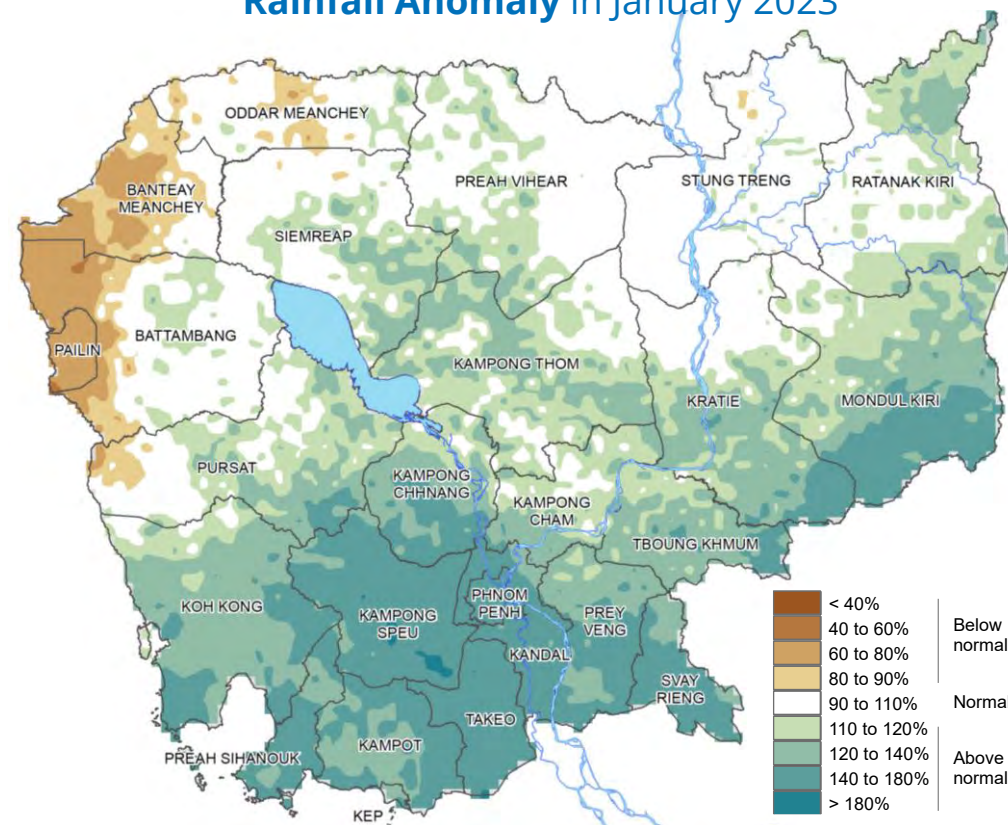 Rainfall Anomaly in January 2023
ODDAR MEANCHEY
BANTEAY
MEANCHEY
PREAH VIHEAR
STUNG TRENG
RATANAK KIRI
SIEMREAP
BATTAMBANG
PAILIN
KAMPONG THOM
KRATIE
MONDUL KIRI
PURSAT
KAMPONG
CHHNANG
KAMPONG
CHAM
TBOUNG KHMUM
KOH KONG
KAMPONG
SPEU
PHNOM
PENH
PREY
VENG
KANDAL
SVAY
RIENG
TAKEO
KAMPOT
PREAH SIHANOUK
KEP
< 40%
40 to 60%
60 to 80%
80 to 90%
90 to 110%
110 to 120%
120 to 140%
140 to 180%
> 180%
Below
normal
Norma
Above
normal